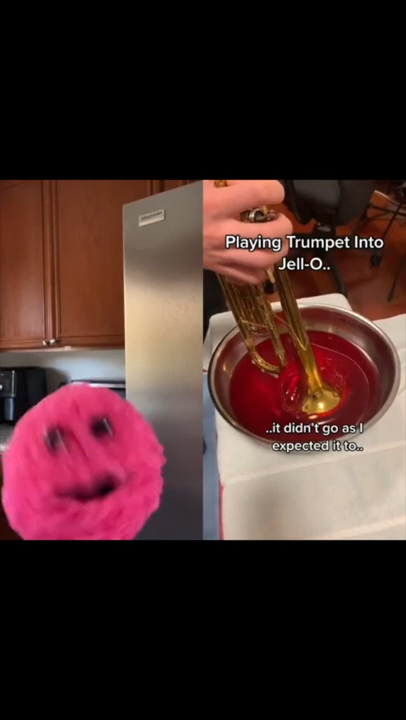 Playing Trumpet Into
Jell-O..
..it didn't go as I
expected it to..